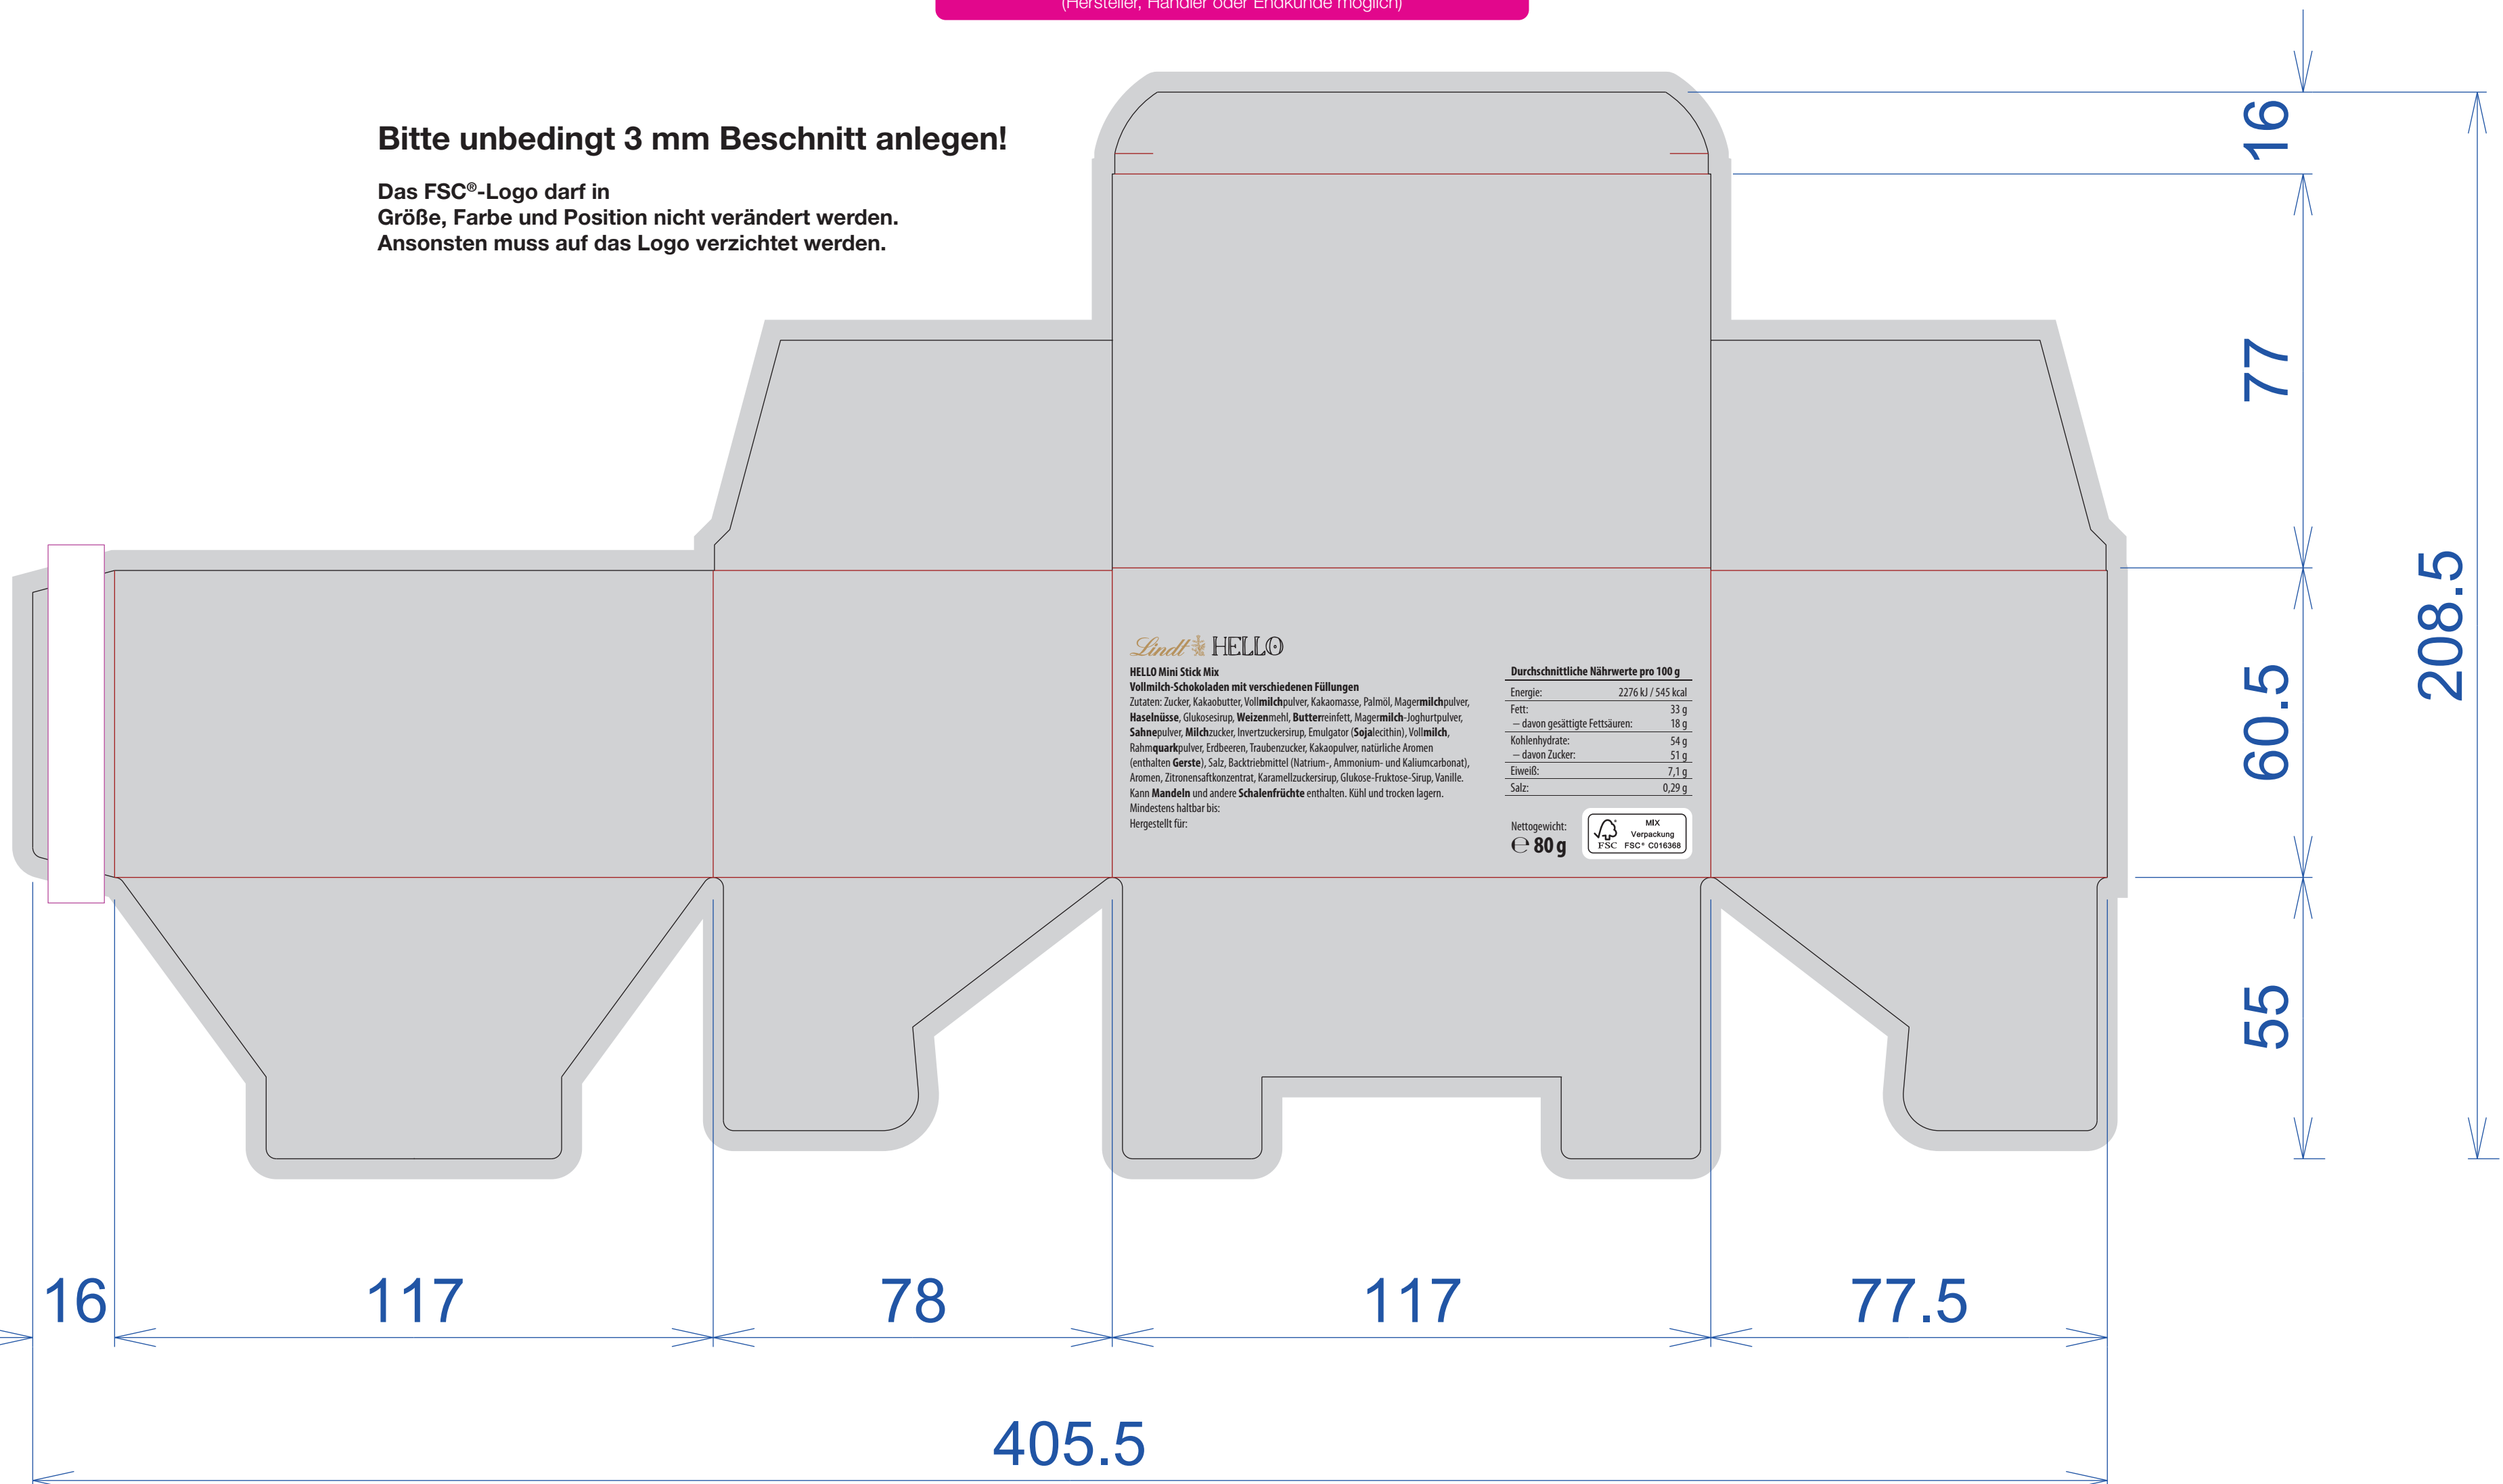 (Hersteller, Händler oder Endkunde möglich)
Bitte unbedingt 3 mm Beschnitt anlegen!
Das FSC®-Logo darf in
Größe, Farbe und Position nicht verändert werden.
Ansonsten muss auf das Logo verzichtet werden.
16
77
208.5
60.5
55
Lindt HELLO
HELLO Mini Stick Mix
Vollmilch-Schokoladen mit verschiedenen Füllungen
Zutaten: Zucker, Kakaobutter, Vollmilchpulver, Kakaomasse, Palmöl, Magermilchpulver,
Haselnüsse, Glukosesirup, Weizenmehl, Butterreinfett, Magermilch-Joghurtpulver,
Sahnepulver, Milchzucker, Invertzuckersirup, Emulgator (Sojalecithin), Vollmilch,
Rahmquarkpulver, Erdbeeren, Traubenzucker, Kakaopulver, natürliche Aromen
(enthalten Gerste), Salz, Backtriebmittel (Natrium-, Ammonium- und Kaliumcarbonat),
Aromen, Zitronensaftkonzentrat, Karamellzuckersirup, Glukose-Fruktose-Sirup, Vanille.
Kann Mandeln und andere Schalenfrüchte enthalten. Kühl und trocken lagern.
Mindestens haltbar bis:
Hergestellt für:
Durchschnittliche Nährwerte pro 100 g
Energie: 2276 kJ / 545 kcal
Fett: 33 g
– davon gesättigte Fettsäuren: 18 g
Kohlenhydrate: 54 g
– davon Zucker: 51 g
Eiweiß: 7,1 g
Salz: 0,29 g
Nettogewicht:
℮ 80 g
MIX
Verpackung
FSC FSC® C016368
16
117
78
117
77.5
405.5